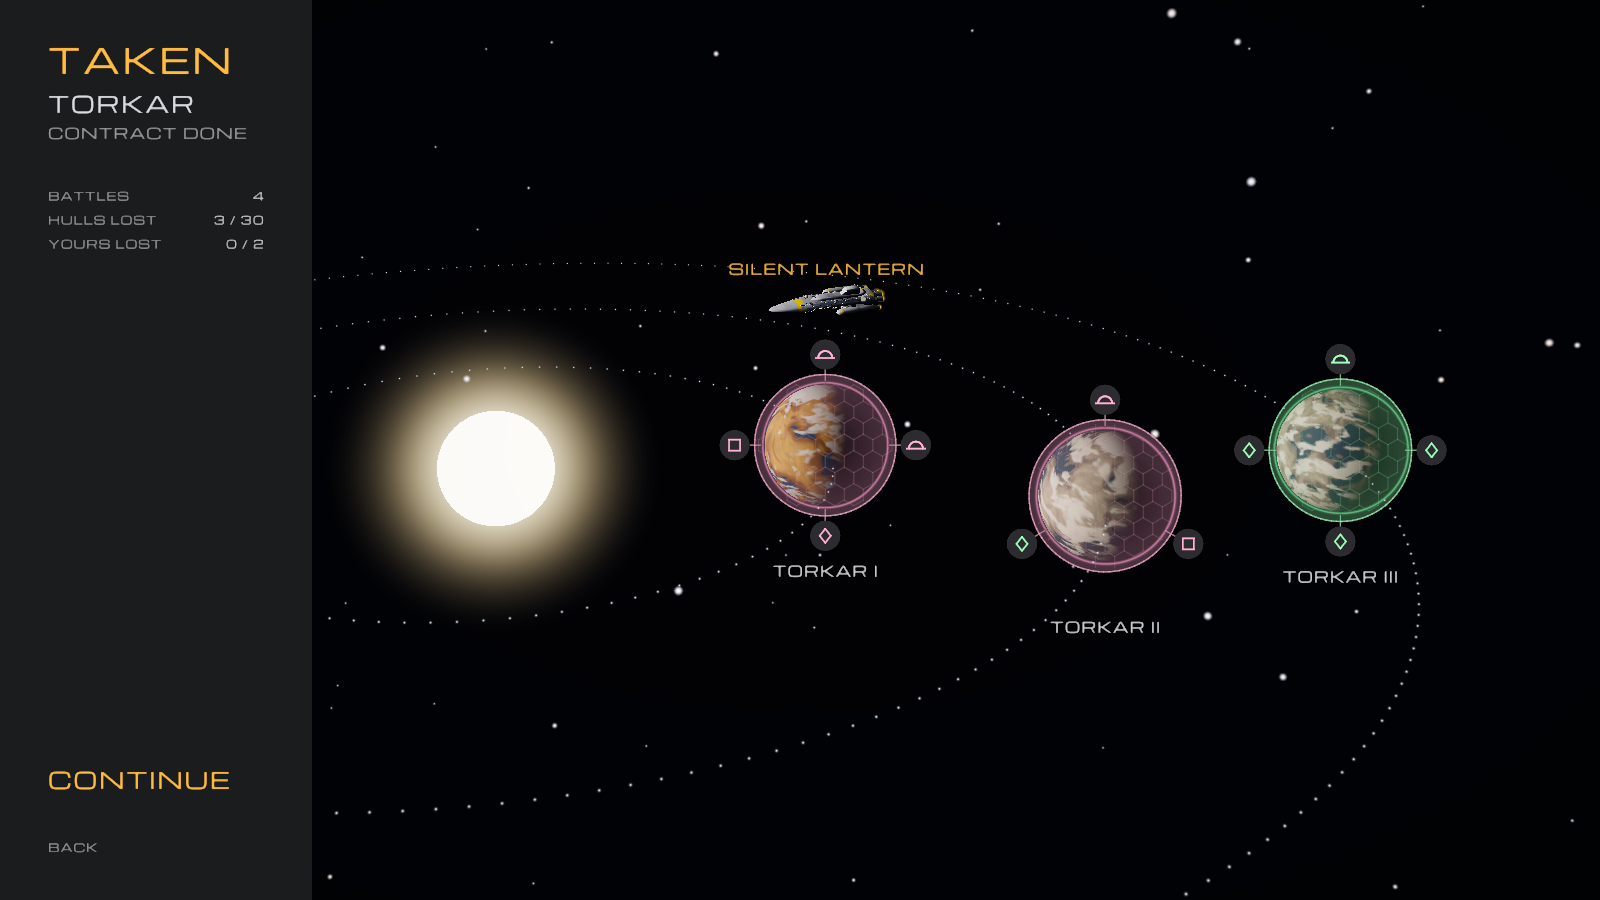 TAKEN
TORKAR
CONTRACT DONE
BATTLES 4
HULLS LOST 3 / 30
YOURS LOST 0 / 2
SILENT LANTERN
TORKAR I
TORKAR II
TORKAR III
CONTINUE
BACK